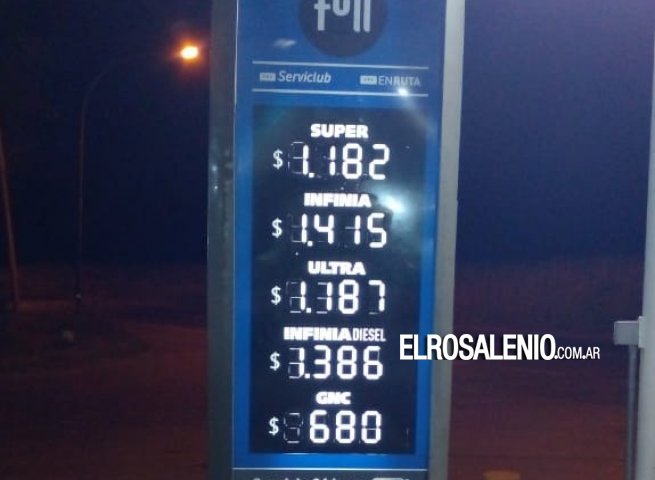 full
Serviclub ENRUTA
SUPER
$ 1.182
INFINIA
$ 1.415
ULTRA
$ 1.187
INFINIA DIESEL
$ 1.386
GNC
$ 680
ELROSALENIO.COM.AR